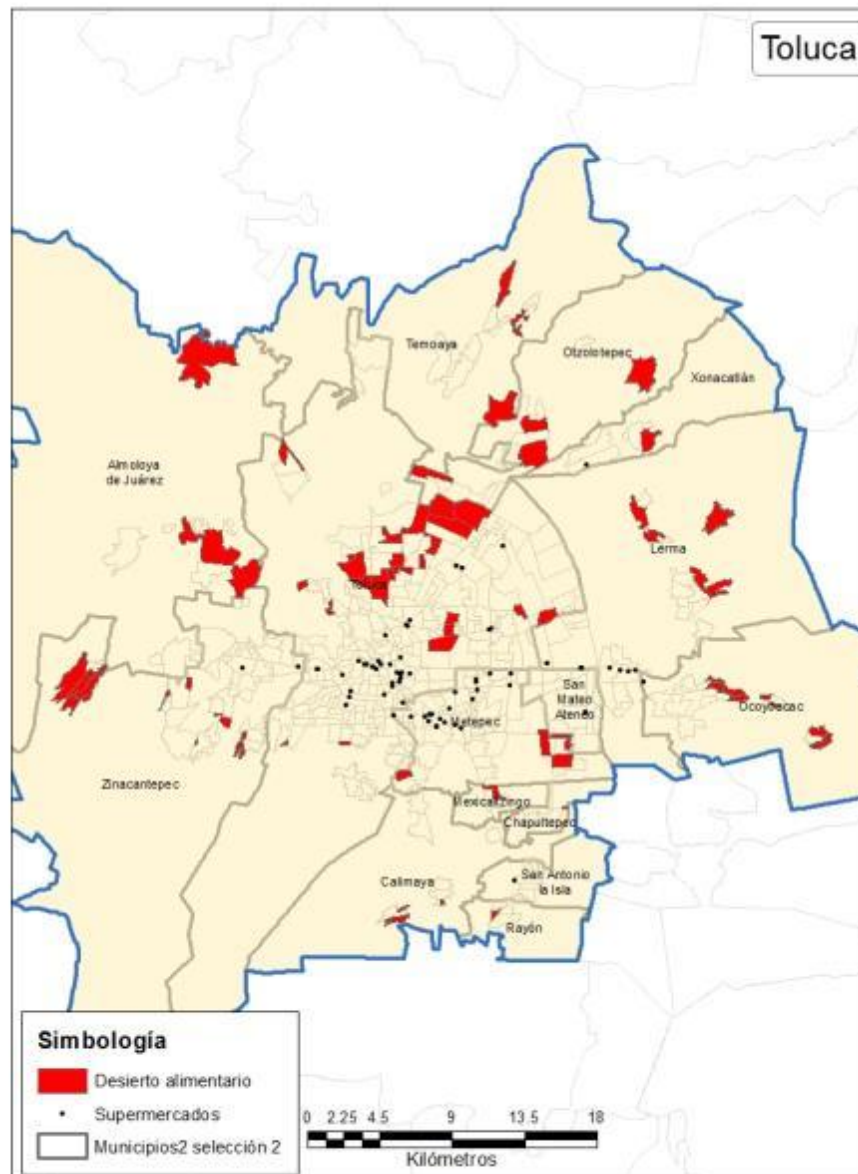 Toluca
Temoaya
Otzolotepec
Xonacatlán
Almoloya
de Juárez
Lerma
Toluca
San
Mateo
Atenco
Ocoyoacac
Metepec
Zinacantepec
Mexicaltzingo
Chapultepec
Calimaya
San Antonio
la Isla
Rayón
Simbología
Desierto alimentario
Supermercados
Municipios2 selección 2
0 2.25 4.5 9 13.5 18
Kilómetros